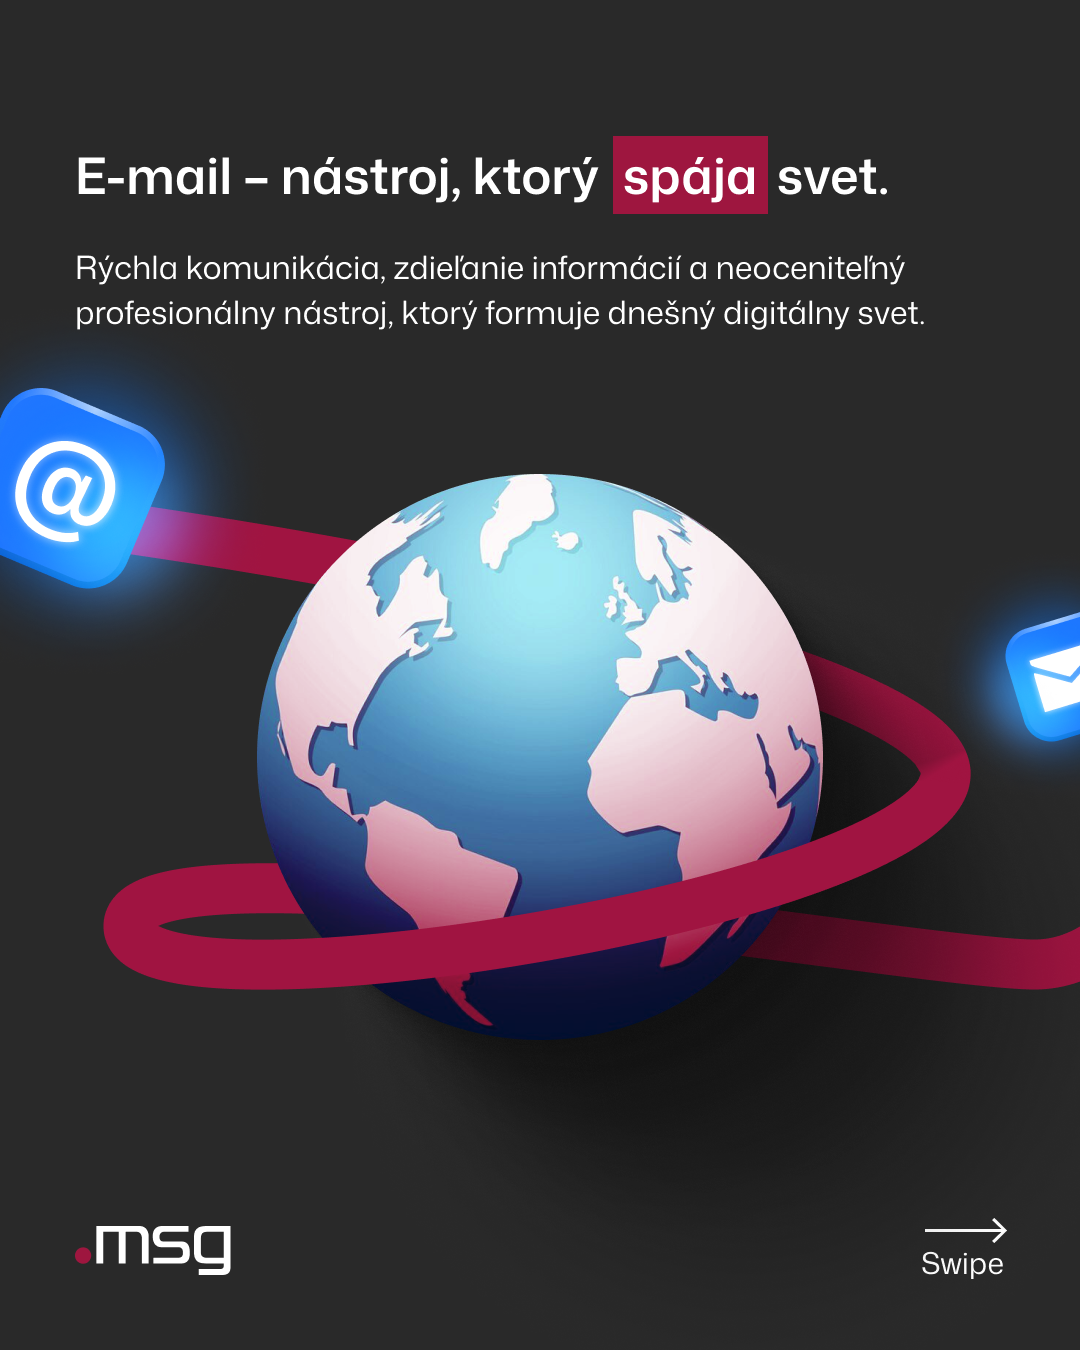 E-mail – nástroj, ktorý spája svet.
Rýchla komunikácia, zdieľanie informácií a neoceniteľný
profesionálny nástroj, ktorý formuje dnešný digitálny svet.
@
.msg
Swipe